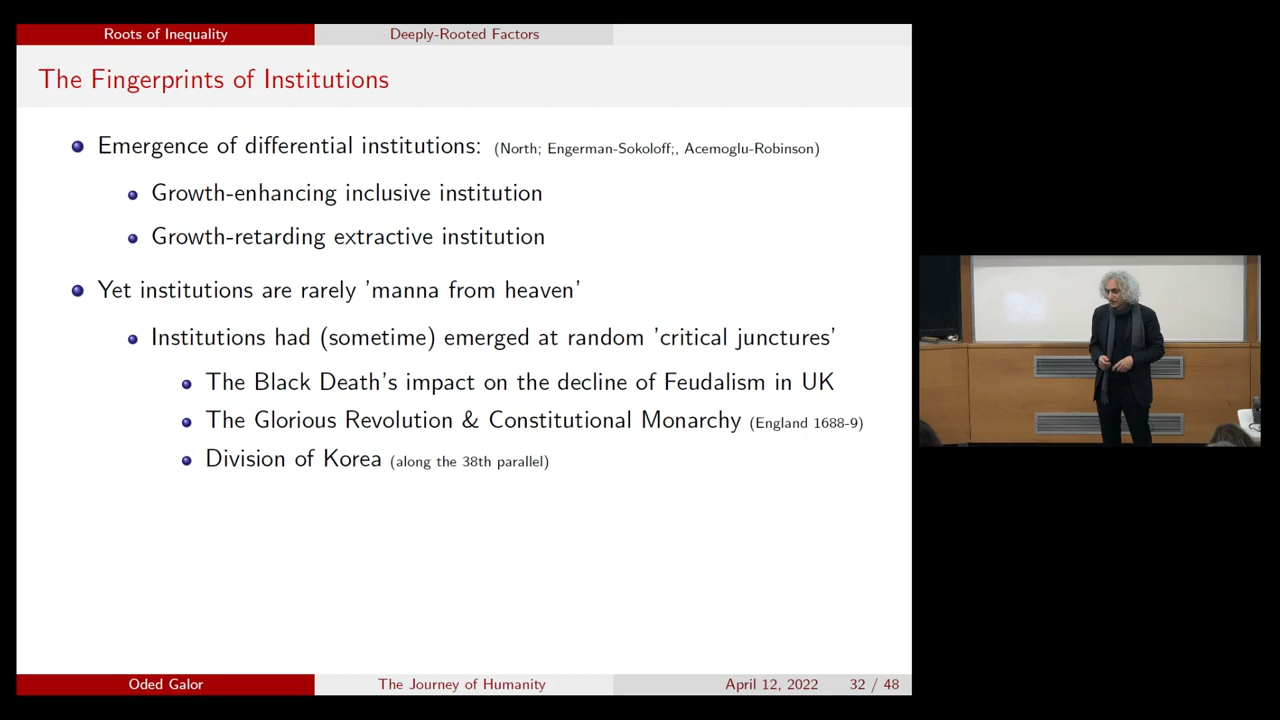 Roots of Inequality
Deeply-Rooted Factors
The Fingerprints of Institutions
Emergence of differential institutions: (North; Engerman-Sokoloff;, Acemoglu-Robinson)
Growth-enhancing inclusive institution
Growth-retarding extractive institution
Yet institutions are rarely 'manna from heaven'
Institutions had (sometime) emerged at random 'critical junctures'
The Black Death's impact on the decline of Feudalism in UK
The Glorious Revolution & Constitutional Monarchy (England 1688-9)
Division of Korea (along the 38th parallel)
Oded Galor
The Journey of Humanity
April 12, 2022 32 / 48